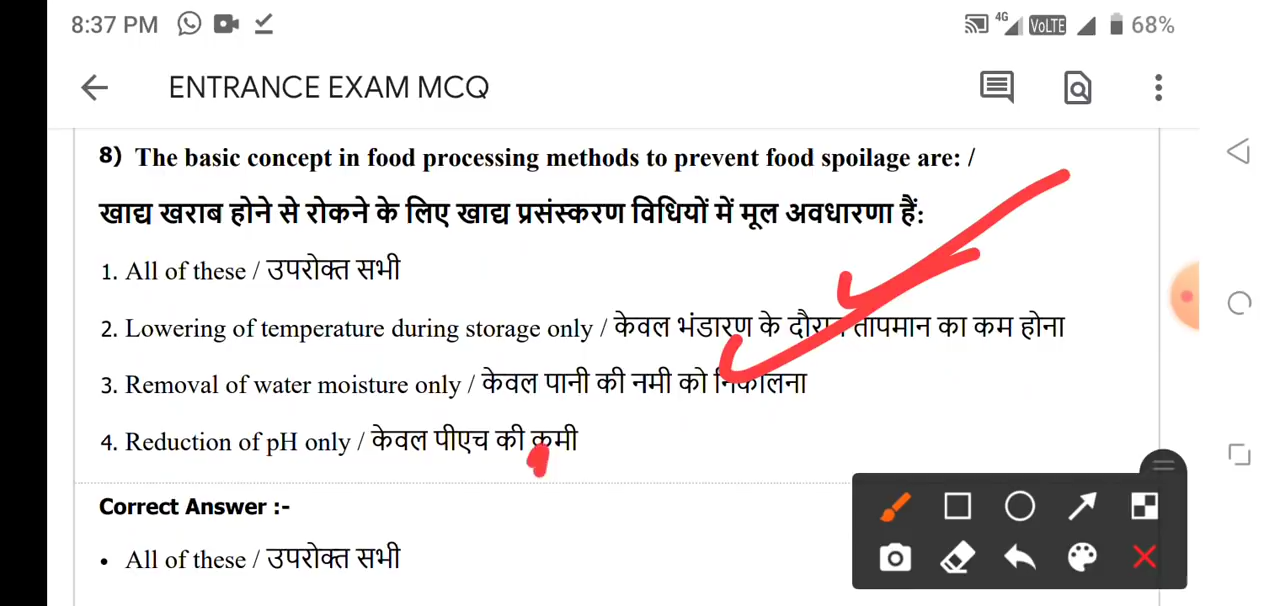 8:37 PM 4G VoLTE 68%
ENTRANCE EXAM MCQ
8) The basic concept in food processing methods to prevent food spoilage are: /
खाद्य खराब होने से रोकने के लिए खाद्य प्रसंस्करण विधियों में मूल अवधारणा हैं:
1. All of these / उपरोक्त सभी
2. Lowering of temperature during storage only / केवल भंडारण के दौरान तापमान का कम होना
3. Removal of water moisture only / केवल पानी की नमी को निकालना
4. Reduction of pH only / केवल पीएच की कमी
Correct Answer :-
• All of these / उपरोक्त सभी